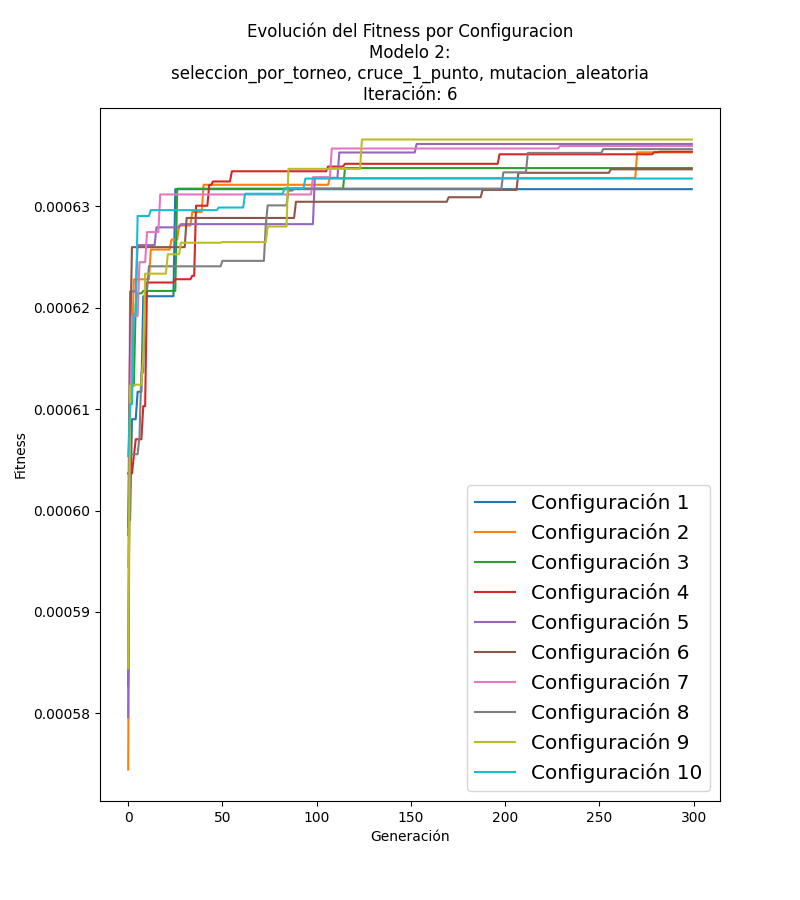 Evolución del Fitness por Configuracion
Modelo 2:
seleccion_por_torneo, cruce_1_punto, mutacion_aleatoria
Iteración: 6
Fitness
0.00063
0.00062
0.00061
0.00060
0.00059
0.00058
Configuración 1
Configuración 2
Configuración 3
Configuración 4
Configuración 5
Configuración 6
Configuración 7
Configuración 8
Configuración 9
Configuración 10
0 50 100 150 200 250 300
Generación